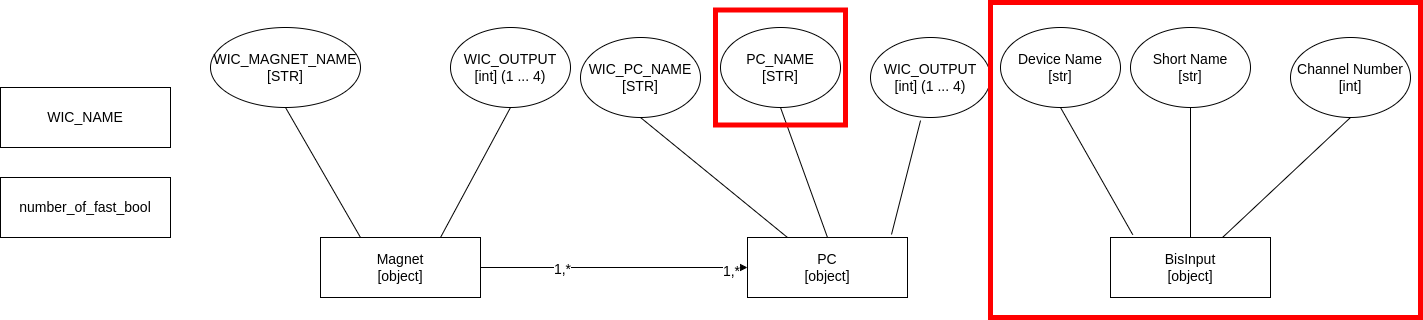 WIC_NAME
number_of_fast_bool
WIC_MAGNET_NAME
[STR]
WIC_OUTPUT
[int] (1 ... 4)
WIC_PC_NAME
[STR]
PC_NAME
[STR]
WIC_OUTPUT
[int] (1 ... 4)
Device Name
[str]
Short Name
[str]
Channel Number
[int]
Magnet
[object]
1,*
1,*
PC
[object]
BisInput
[object]